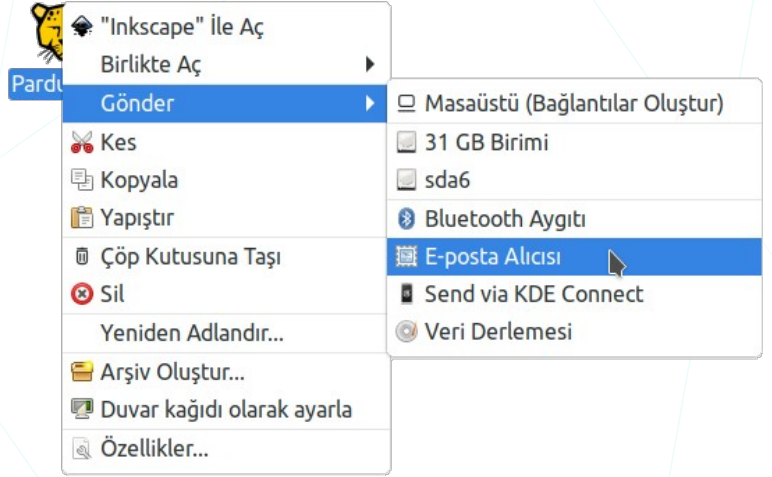 Pardu
"Inkscape" İle Aç
Birlikte Aç
Gönder
Kes
Kopyala
Yapıştır
Çöp Kutusuna Taşı
Sil
Yeniden Adlandır...
Arşiv Oluştur...
Duvar kağıdı olarak ayarla
Özellikler...
Masaüstü (Bağlantılar Oluştur)
31 GB Birimi
sda6
Bluetooth Aygıtı
E-posta Alıcısı
Send via KDE Connect
Veri Derlemesi